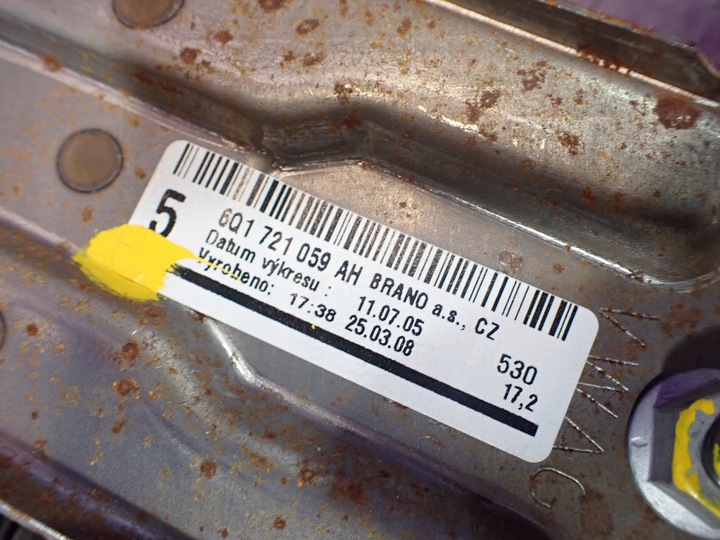 5
6Q1 721 059 AH BRANO a.s., CZ
Datum výkresu : 11.07.05
Vyrobeno: 17:38 25.03.08
530
17,2